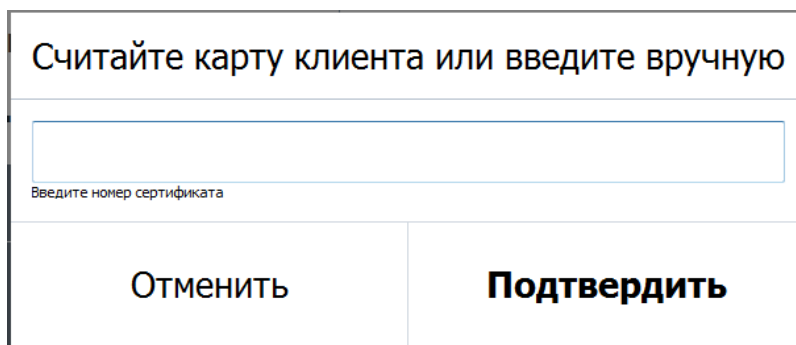 Считайте карту клиента или введите вручную
Введите номер сертификата
Отменить
Подтвердить